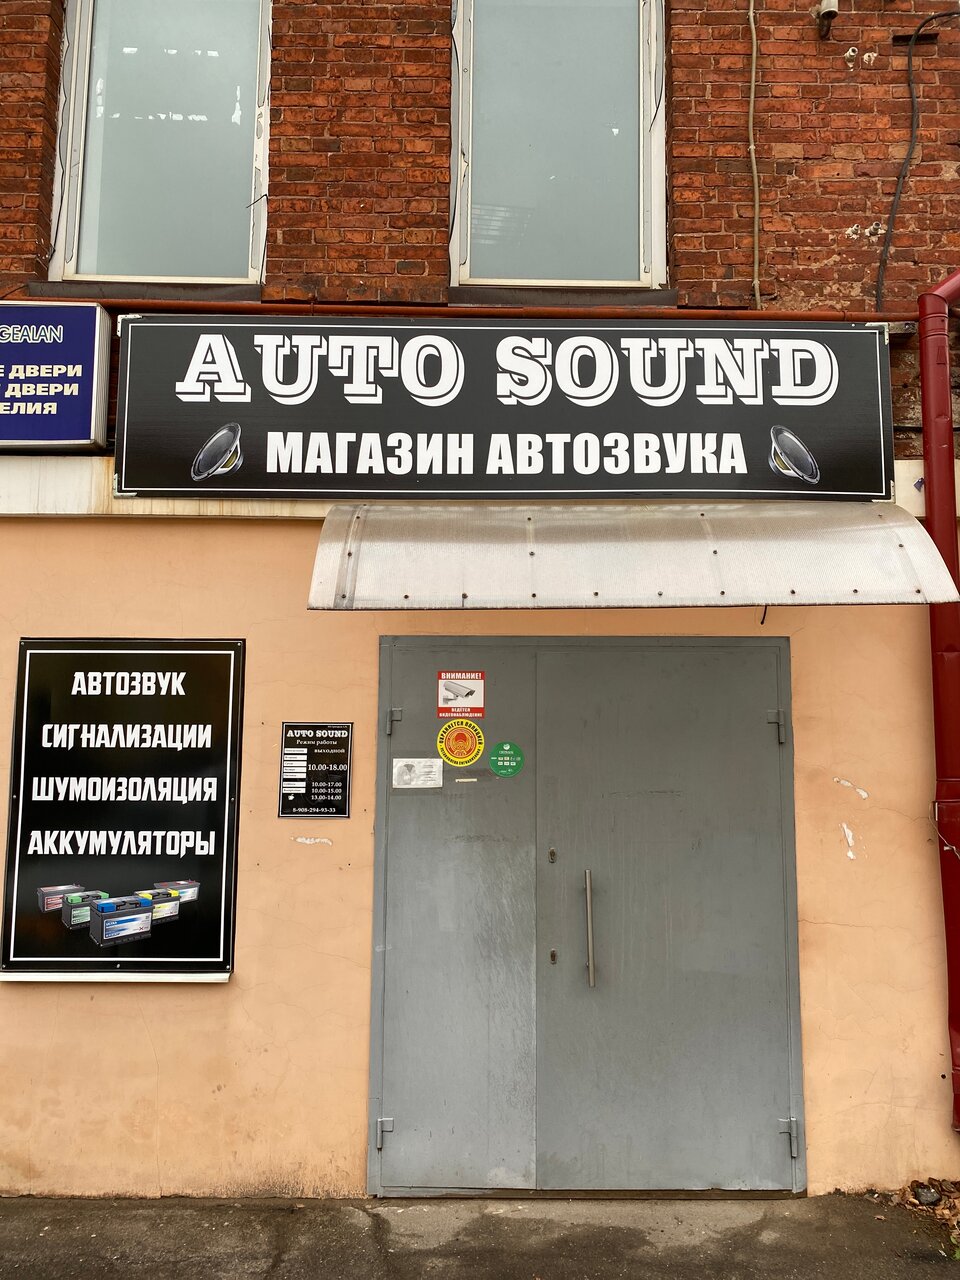 GEALAN
Е ДВЕРИ
ДВЕРИ
ЕЛИЯ
AUTO SOUND
МАГАЗИН АВТОЗВУКА
АВТОЗВУК
СИГНАЛИЗАЦИИ
ШУМОИЗОЛЯЦИЯ
АККУМУЛЯТОРЫ
AUTO SOUND
Режим работы
ВЫХОДНОЙ
10.00-18.00
10.00-17.00
10.00-15.00
13.00-14.00
8-908-294-93-33
ВНИМАНИЕ!
ВЕДЁТСЯ
ВИДЕОНАБЛЮДЕНИЕ